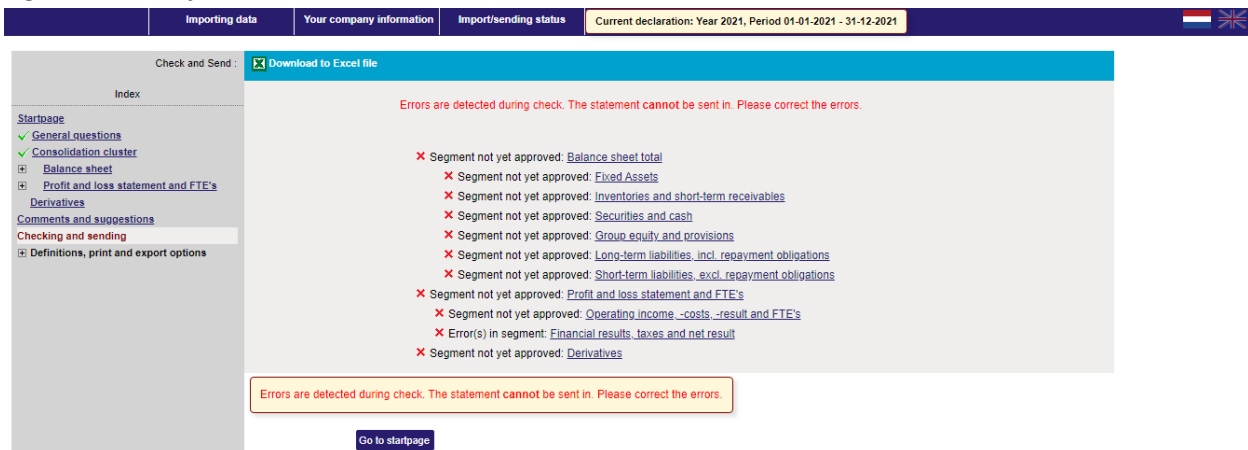 Importing data Your company information Import/sending status Current declaration: Year 2021, Period 01-01-2021 - 31-12-2021
Check and Send :
Index
Startpage
General questions
Consolidation cluster
Balance sheet
Profit and loss statement and FTE's
Derivatives
Comments and suggestions
Checking and sending
Definitions, print and export options
Download to Excel file
Errors are detected during check. The statement cannot be sent in. Please correct the errors.
Segment not yet approved: Balance sheet total
Segment not yet approved: Fixed Assets
Segment not yet approved: Inventories and short-term receivables
Segment not yet approved: Securities and cash
Segment not yet approved: Group equity and provisions
Segment not yet approved: Long-term liabilities, incl. repayment obligations
Segment not yet approved: Short-term liabilities, excl. repayment obligations
Segment not yet approved: Profit and loss statement and FTE's
Segment not yet approved: Operating income, -costs, -result and FTE's
Error(s) in segment: Financial results, taxes and net result
Segment not yet approved: Derivatives
Errors are detected during check. The statement cannot be sent in. Please correct the errors.
Go to startpage